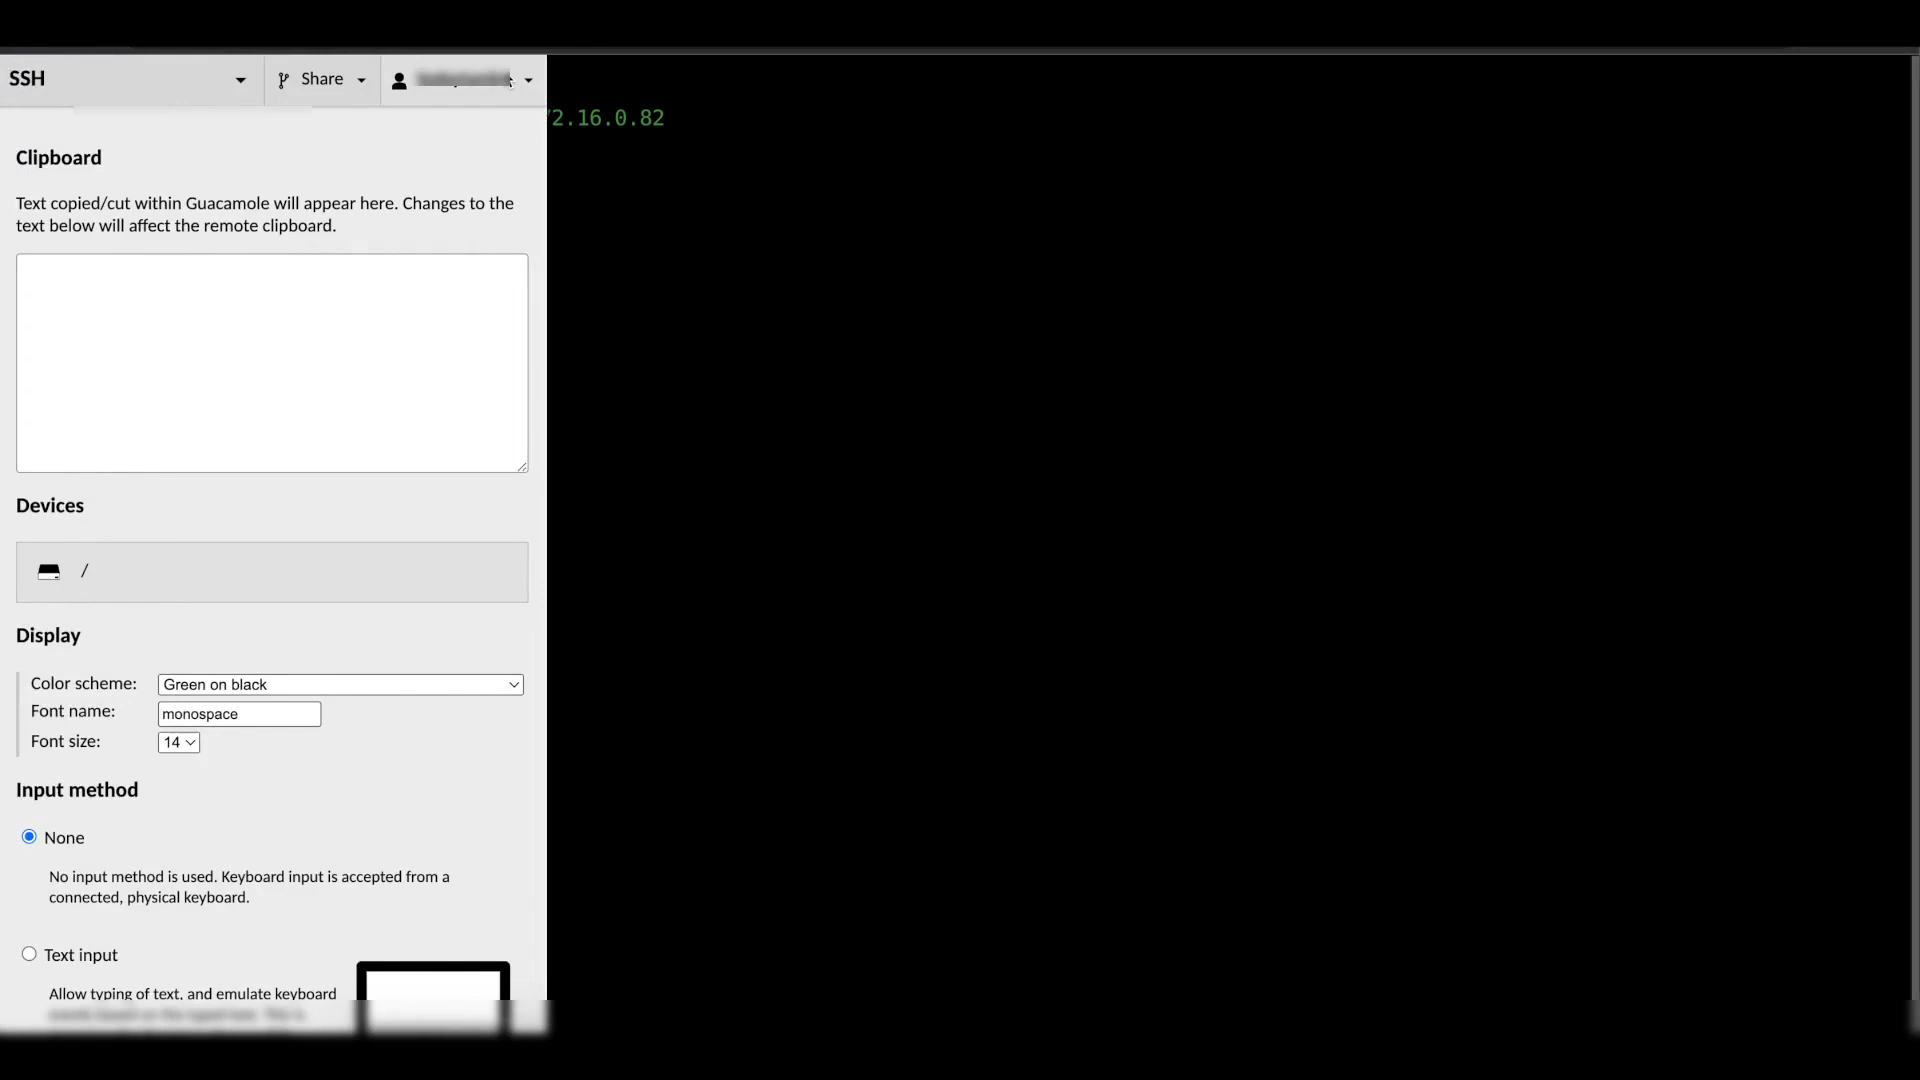 SSH
Share
2.16.0.82
Clipboard
Text copied/cut within Guacamole will appear here. Changes to the
text below will affect the remote clipboard.
Devices
/
Display
Color scheme: Green on black
Font name: monospace
Font size: 14
Input method
None
No input method is used. Keyboard input is accepted from a
connected, physical keyboard.
Text input
Allow typing of text, and emulate keyboard